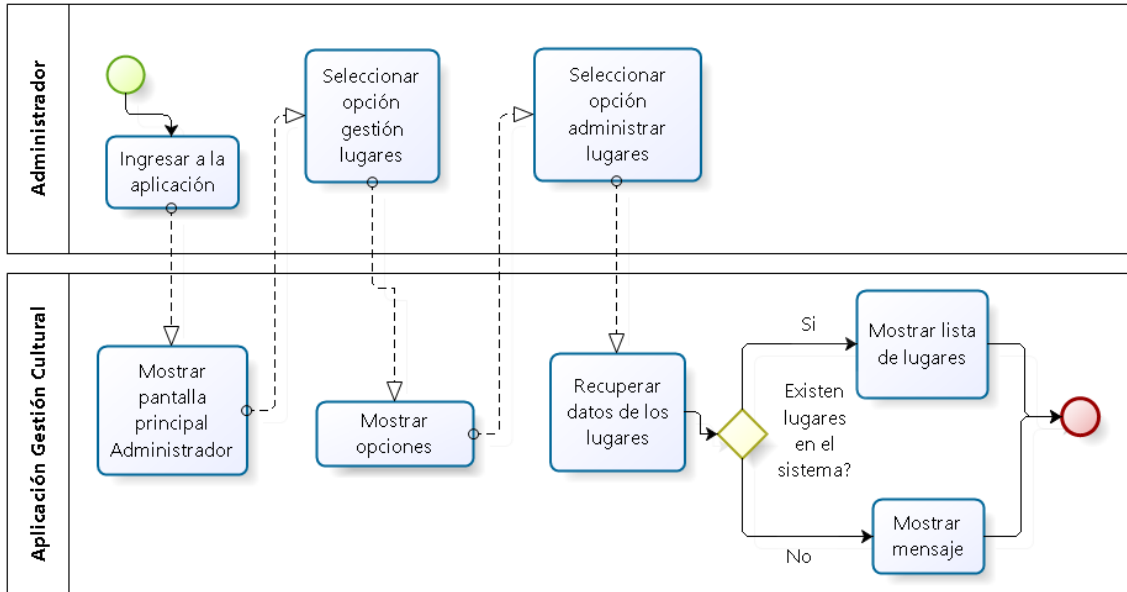 Administrador
Ingresar a la
aplicación
Seleccionar
opción
gestión
lugares
Seleccionar
opción
administrar
lugares
Aplicación Gestión Cultural
Mostrar
pantalla
principal
Administrador
Mostrar
opciones
Recuperar
datos de los
lugares
Existen
lugares
en el
sistema?
Si
Mostrar lista
de lugares
No
Mostrar
mensaje